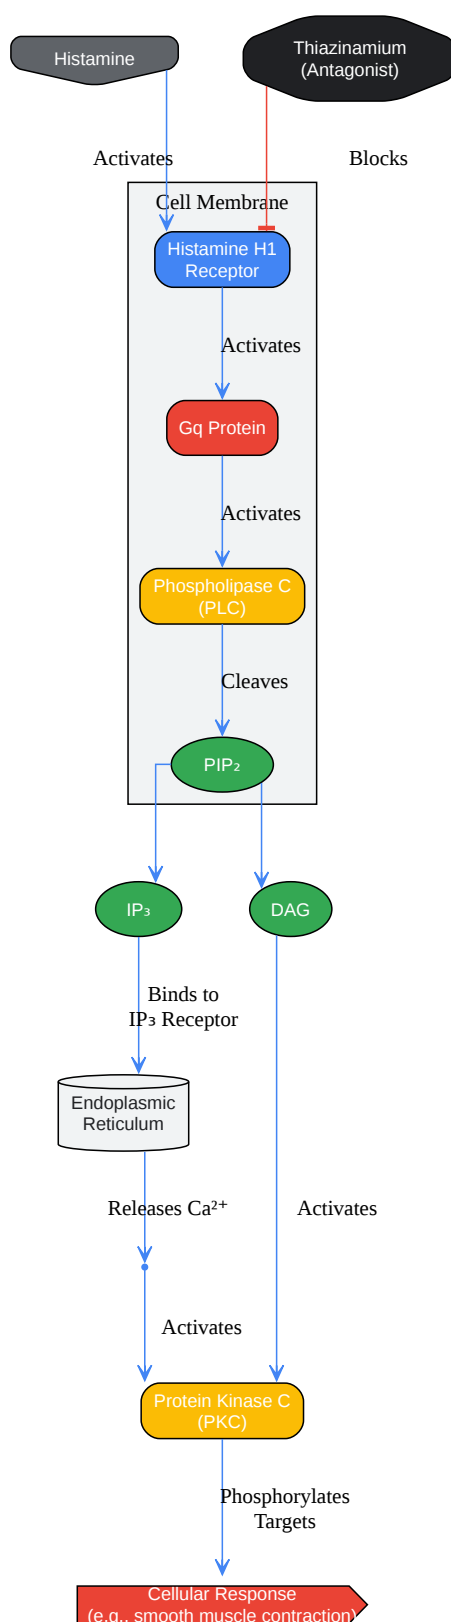 Histamine
Thiazinamium
(Antagonist)
Activates
Blocks
Cell Membrane
Histamine H1
Receptor
Activates
Gq Protein
Activates
Phospholipase C
(PLC)
Cleaves
PIP₂
IP₃
DAG
Binds to
IP₃ Receptor
Endoplasmic
Reticulum
Releases Ca²⁺
Activates
Activates
Protein Kinase C
(PKC)
Phosphorylates
Targets
Cellular Response
(e.g., smooth muscle contraction)